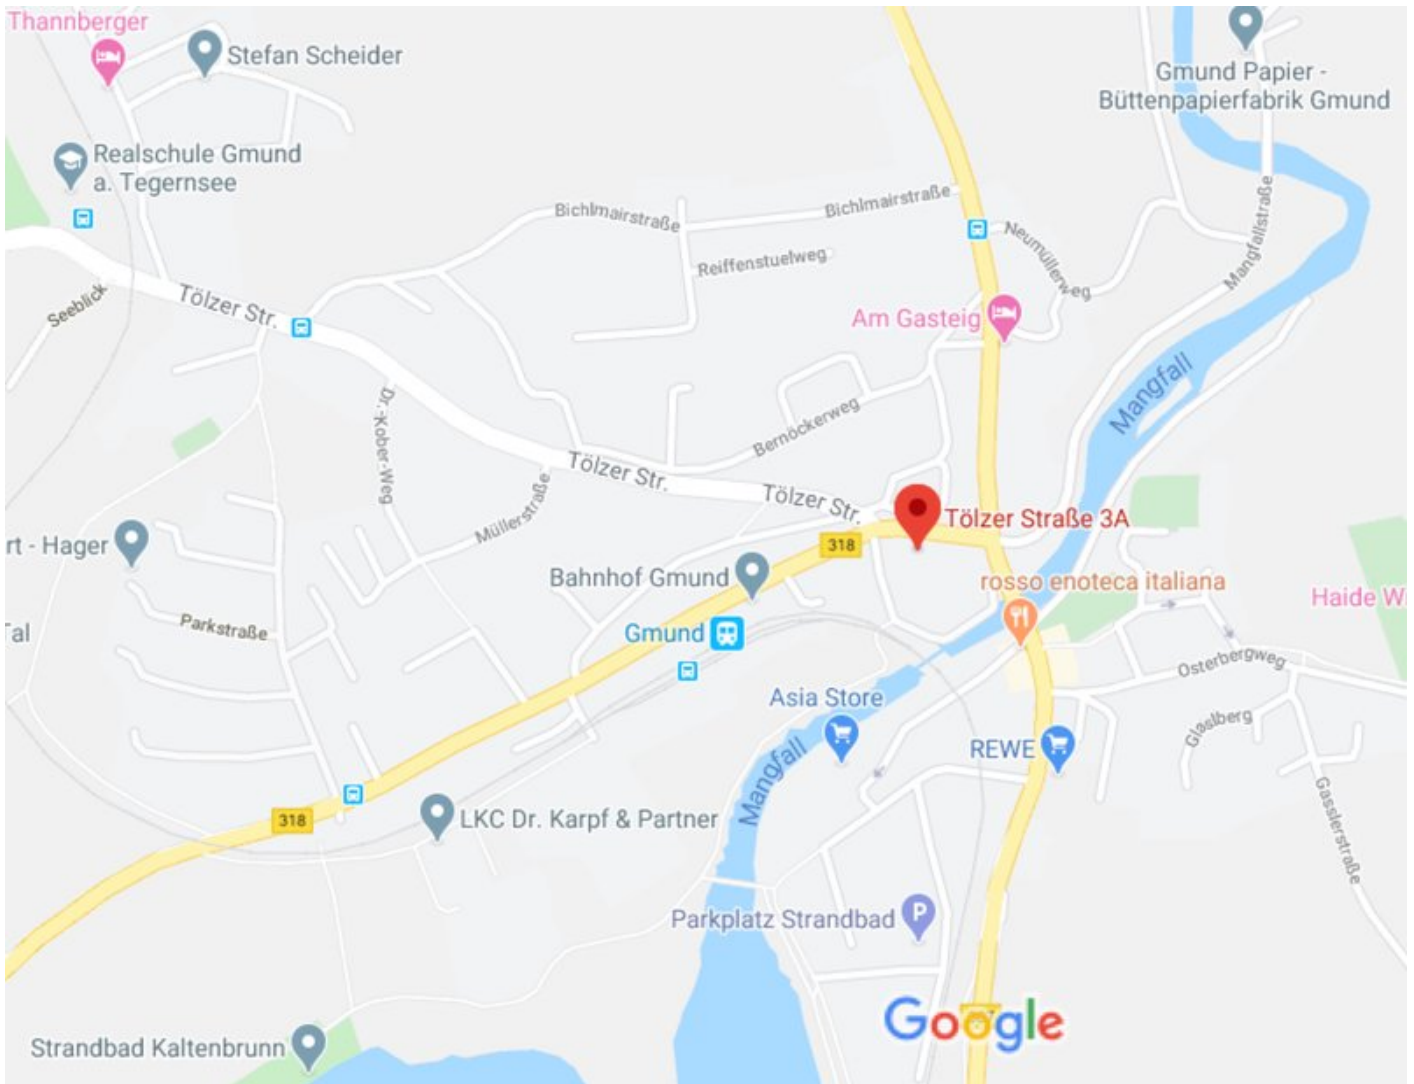 Thannberger
Stefan Scheider
Gmund Papier -
Büttenpapierfabrik Gmund
Realschule Gmund
a. Tegernsee
Bichlmairstraße
Bichlmairstraße
Neumüllerweg
Mangfallstraße
Reiffenstuelweg
Seeblick
Tölzer Str.
Am Gasteig
Mangfall
Dr.-Kober-Weg
Bernöckerweg
Tölzer Str.
Tölzer Str.
Müllerstraße
Tölzer Straße 3A
rt - Hager
318
Bahnhof Gmund
rosso enoteca italiana
Haide Wi
Parkstraße
Tal
Gmund
Osterbergweg
Asia Store
Glaslberg
REWE
Mangfall
Gasslerstraße
318
LKC Dr. Karpf & Partner
Parkplatz Strandbad
P
Google
Strandbad Kaltenbrunn